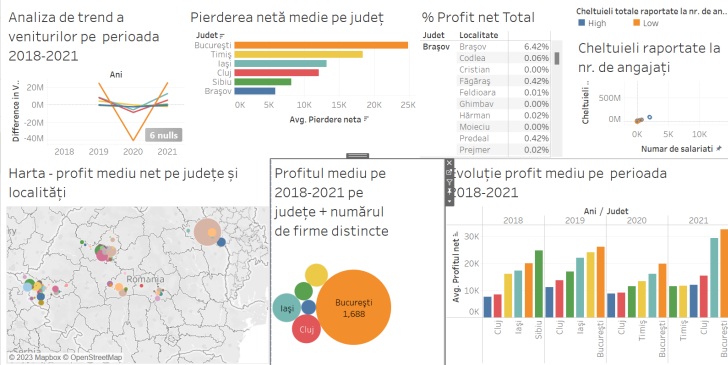 Analiza de trend a
veniturilor pe perioada
2018-2021
Ani
20M
0M
-20M
-40M
Difference in V..
6 nulls
2018
2019
2020
2021
Pierderea netă medie pe județ
Judet
București
Timiș
Iași
Cluj
Sibiu
Brașov
0K
5K
10K
15K
20K
25K
Avg. Pierdere neta
% Profit net Total
Judet Localitate
Brașov Brașov 6.42%
Codlea 0.06%
Cristian 0.00%
Făgăraș 0.42%
Feldioara 0.01%
Ghimbav 0.00%
Hărman 0.02%
Moieciu 0.00%
Predeal 0.42%
Prejmer 0.02%
Cheltuieli totale raportate la nr. de an..
High Low
Cheltuieli raportate la
nr. de angajați
500M
0M
Cheltuieli ..
0K
10K
Numar de salariati
Harta - profit mediu net pe județe și
localități
Romania
© 2023 Mapbox © OpenStreetMap
Profitul mediu pe
2018-2021 pe
județe + numărul
de firme distincte
București
1,688
Iași
Cluj
voluție profit mediu pe perioada
018-2021
Ani / Judet
2018
2019
2020
2021
30K
20K
10K
0K
Avg. Profitul net
Cluj
Iași
Sibiu
Cluj
Iași
București
Cluj
Timiș
București
Timiș
Cluj
București